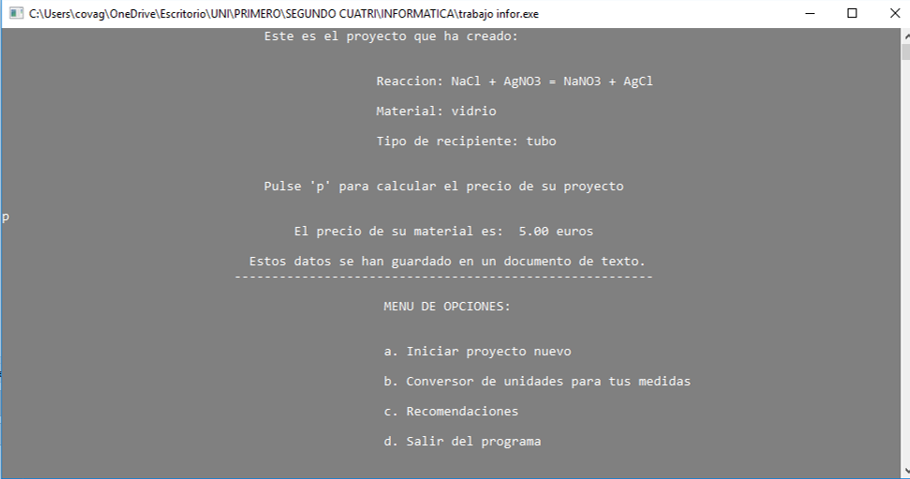 C:\Users\covag\OneDrive\Escritorio\UNI\PRIMERO\SEGUNDO CUATRI\INFORMATICA\trabajo infor.exe
Este es el proyecto que ha creado:
Reaccion: NaCl + AgNO3 = NaNO3 + AgCl
Material: vidrio
Tipo de recipiente: tubo
Pulse 'p' para calcular el precio de su proyecto
p
El precio de su material es:  5.00 euros
Estos datos se han guardado en un documento de texto.
--------------------------------------------------------
MENU DE OPCIONES:
a. Iniciar proyecto nuevo
b. Conversor de unidades para tus medidas
c. Recomendaciones
d. Salir del programa